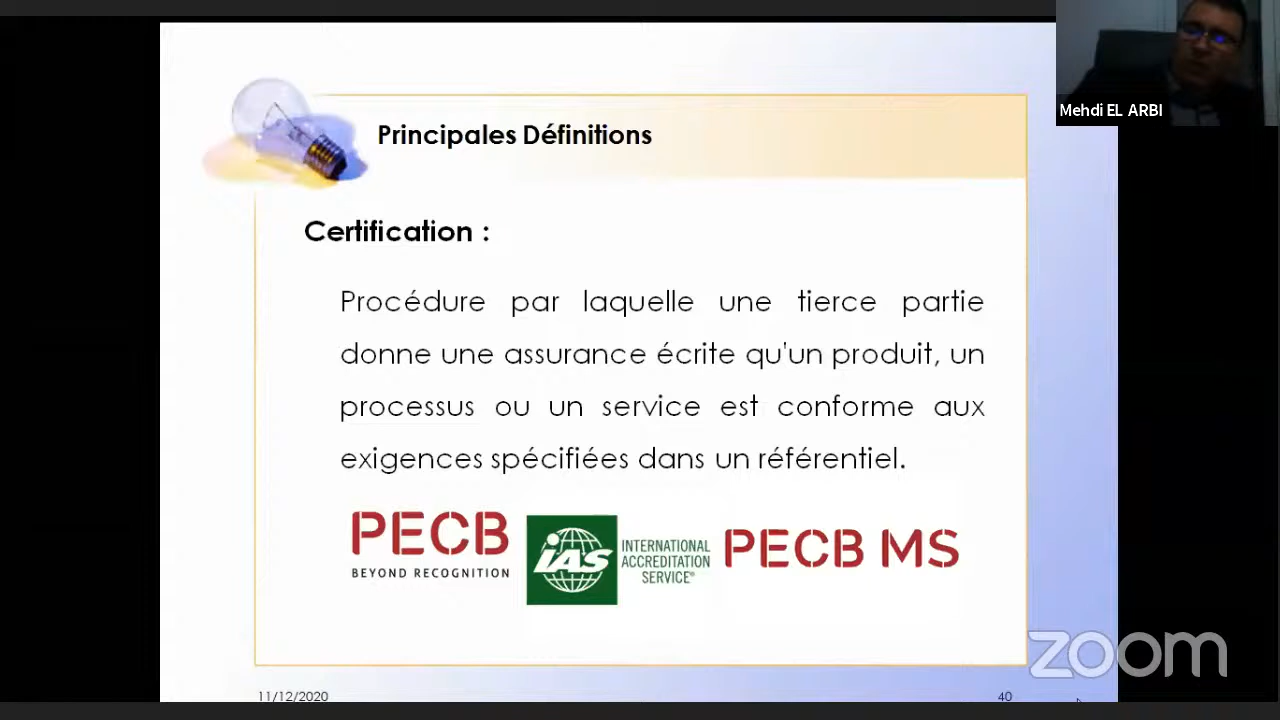 Mehdi EL ARBI
Principales Définitions
Certification :
Procédure par laquelle une tierce partie
donne une assurance écrite qu'un produit, un
processus ou un service est conforme aux
exigences spécifiées dans un référentiel.
PECB
BEYOND RECOGNITION
IAS
INTERNATIONAL
ACCREDITATION
SERVICE®
PECB MS
zoom
11/12/2020
40